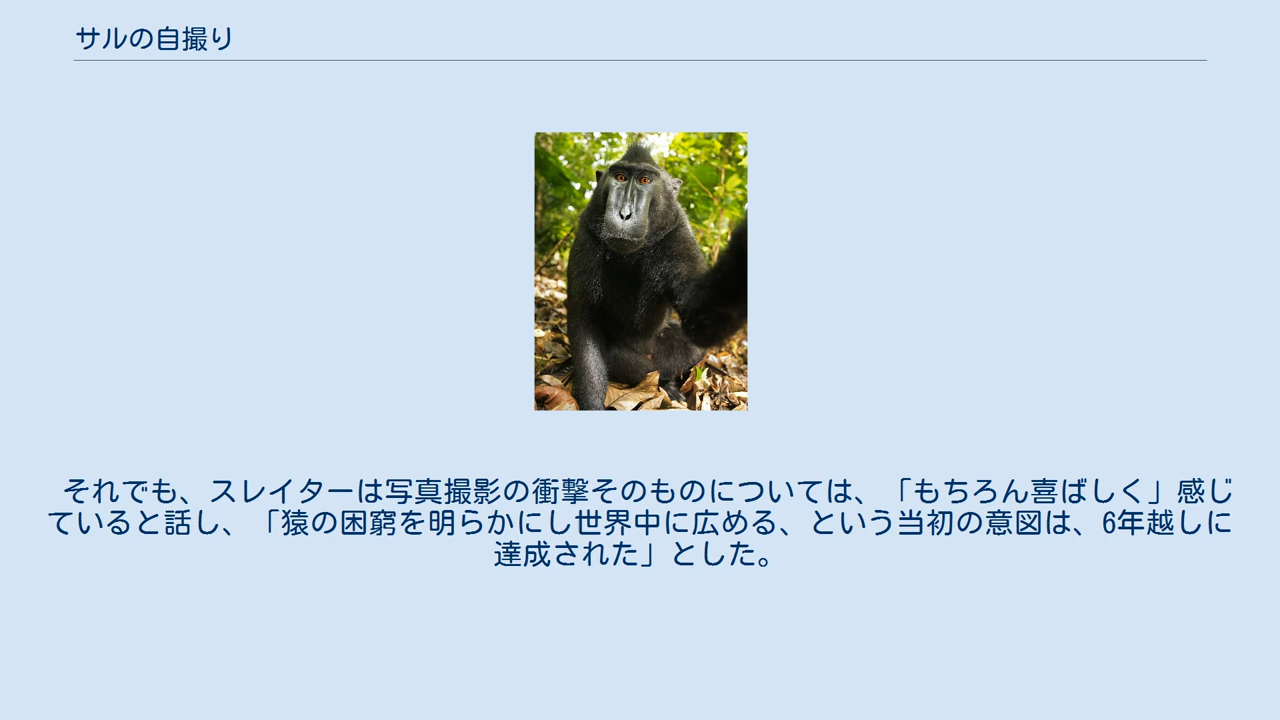 サルの自撮り
それでも、スレイターは写真撮影の衝撃そのものについては、「もちろん喜ばしく」感じ
ていると話し、「猿の困窮を明らかにし世界中に広める、という当初の意図は、6年越しに
達成された」とした。